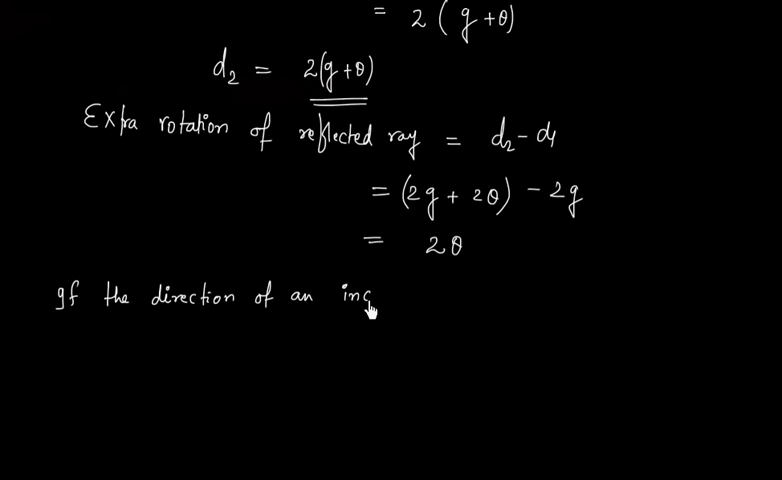 = 2 ( g + θ )
d₂ = 2(g+θ)
Extra rotation of reflected ray = d₂ - d₁
= (2g + 2θ) - 2g
= 2θ
If the direction of an inc